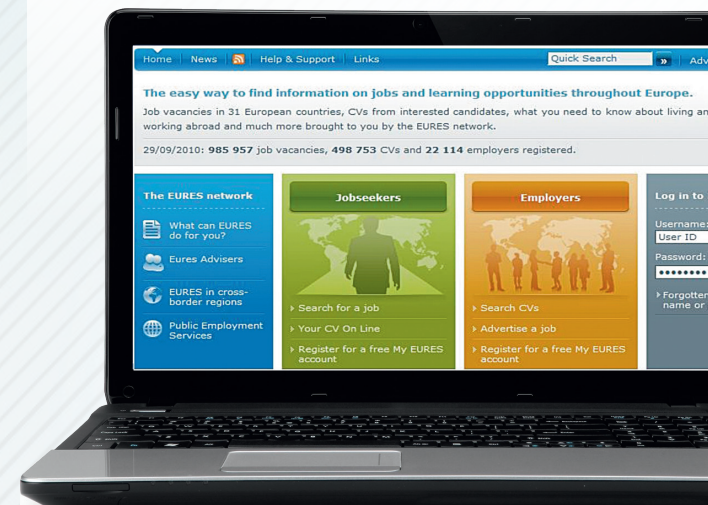 Home News Help & Support Links Quick Search Adv
The easy way to find information on jobs and learning opportunities throughout Europe.
Job vacancies in 31 European countries, CVs from interested candidates, what you need to know about living an
working abroad and much more brought to you by the EURES network.
29/09/2010: 985 957 job vacancies, 498 753 CVs and 22 114 employers registered.
The EURES network
What can EURES
do for you?
Eures Advisers
EURES in cross-
border regions
Public Employment
Services
Jobseekers
Search for a job
Your CV On Line
Register for a free My EURES
account
Employers
Search CVs
Advertise a job
Register for a free My EURES
account
Log in to
Username:
User ID
Password:
Forgotten
name or